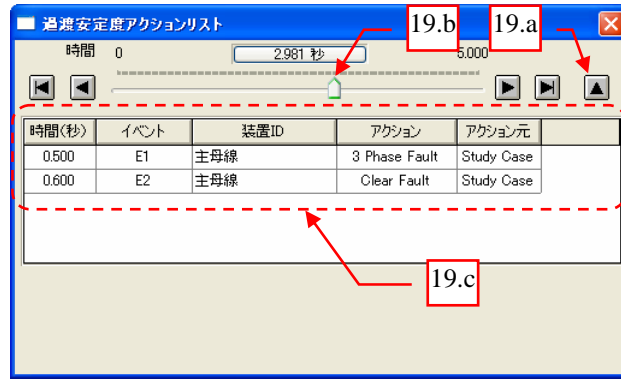 過渡安定度アクションリスト
19.b
19.a
時間 0 2.981 秒 5.000
時間(秒) イベント 装置ID アクション アクション元
0.500 E1 主母線 3 Phase Fault Study Case
0.600 E2 主母線 Clear Fault Study Case
19.c